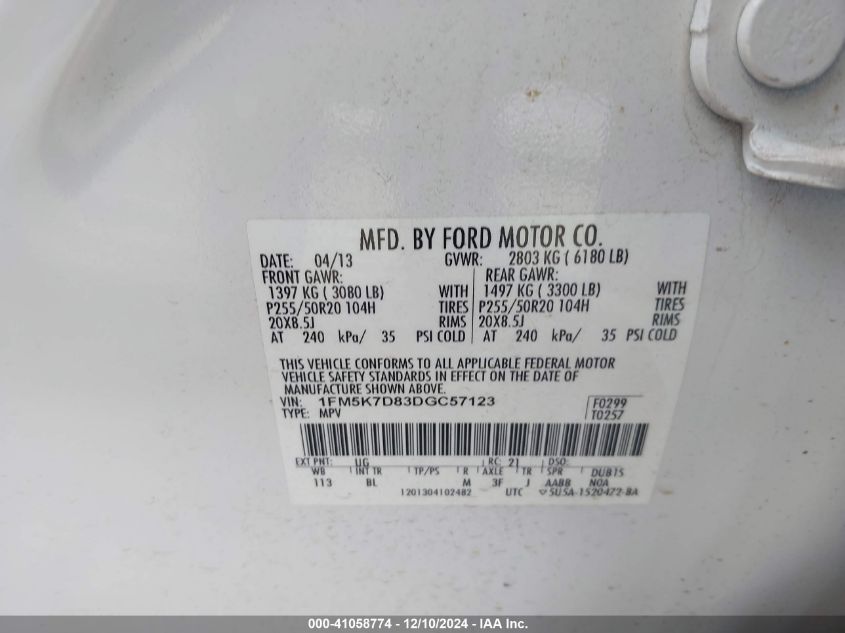 MFD. BY FORD MOTOR CO.
DATE: 04/13 GVWR: 2803 KG ( 6180 LB)
FRONT GAWR: REAR GAWR:
1397 KG ( 3080 LB) WITH 1497 KG ( 3300 LB) WITH
P255/50R20 104H TIRES P255/50R20 104H TIRES
20X8.5J RIMS 20X8.5J RIMS
AT 240 kPa/ 35 PSI COLD AT 240 kPa/ 35 PSI COLD
THIS VEHICLE CONFORMS TO ALL APPLICABLE FEDERAL MOTOR
VEHICLE SAFETY STANDARDS IN EFFECT ON THE DATE OF
MANUFACTURE SHOWN ABOVE.
VIN: 1FM5K7D83DGC57123 F0299
TYPE: MPV T0257
EXT PNT: UG RC: 21 DSO:
WB INT TR TP/PS R AXLE TR SPR DUB15
113 BL M 3F J AABB NOA
1201304102482 UTC ▽5U5A-1520472-BA
000-41058774 - 12/10/2024 - IAA Inc.